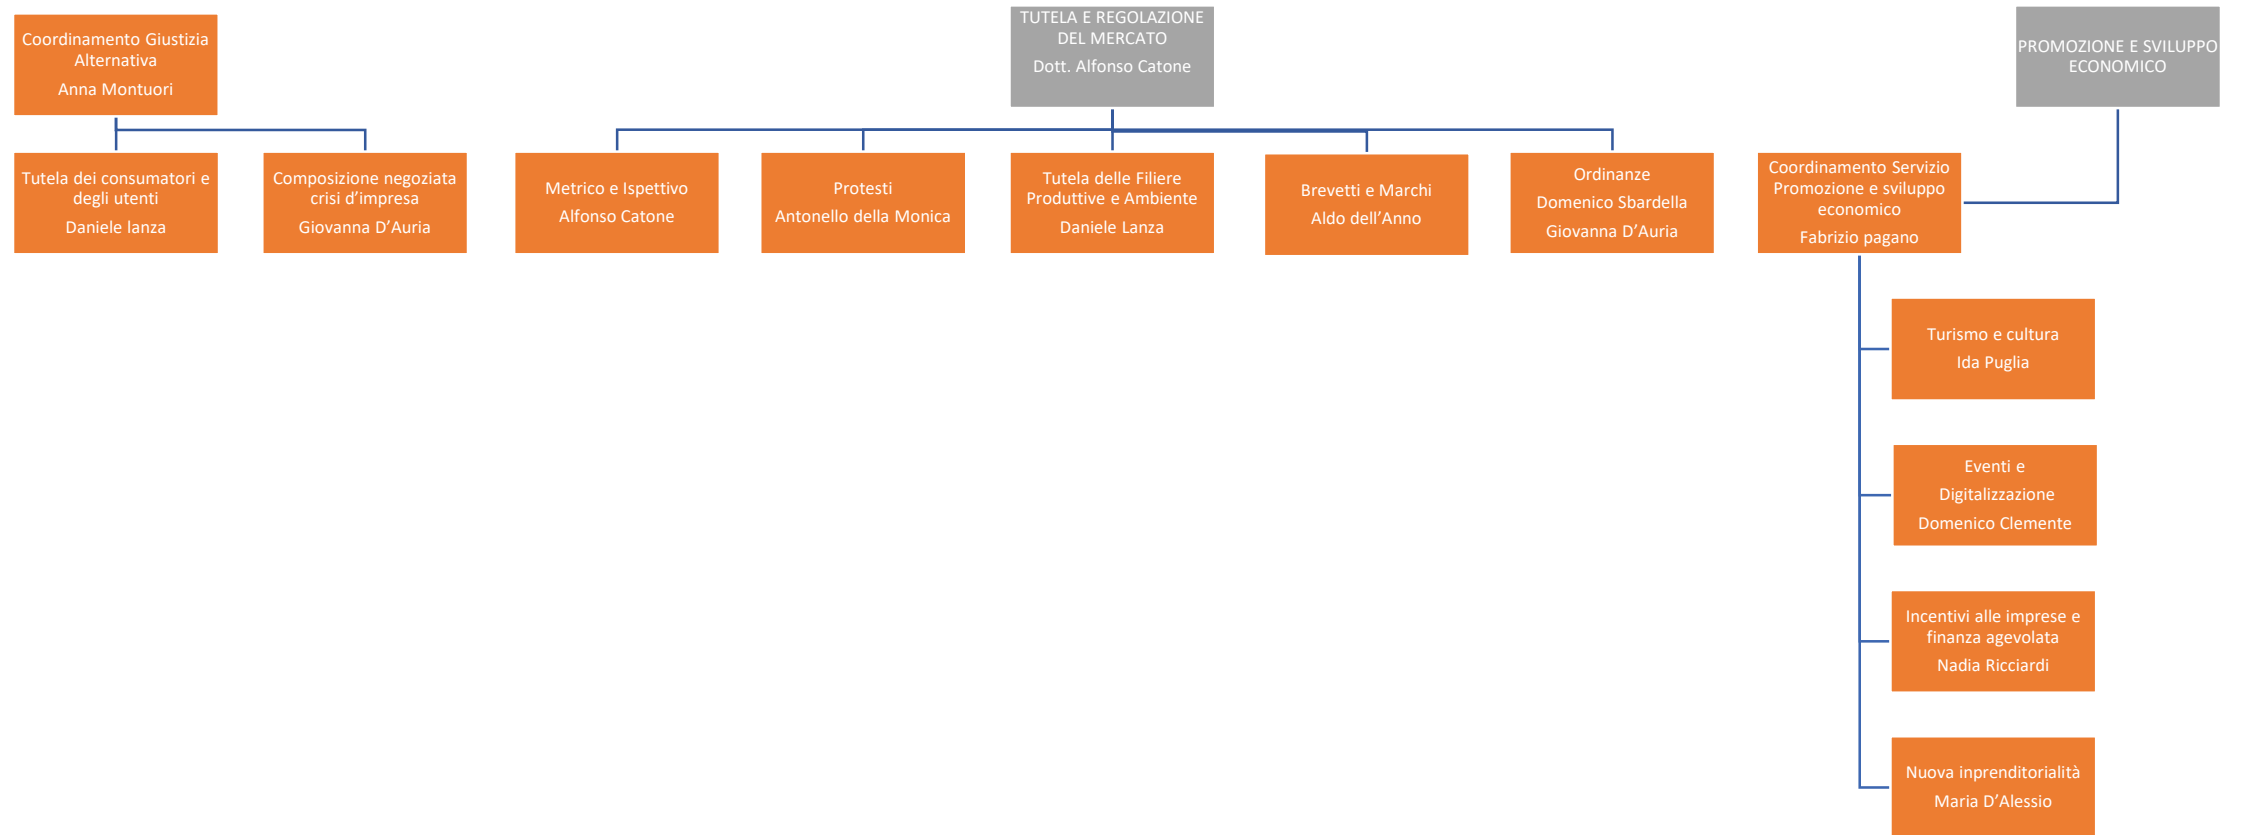 Coordinamento Giustizia
Alternativa
Anna Montuori
TUTELA E REGOLAZIONE
DEL MERCATO
Dott. Alfonso Catone
PROMOZIONE E SVILUPPO
ECONOMICO
Tutela dei consumatori e
degli utenti
Daniele lanza
Composizione negoziata
crisi d’impresa
Giovanna D’Auria
Metrico e Ispettivo
Alfonso Catone
Protesti
Antonello della Monica
Tutela delle Filiere
Produttive e Ambiente
Daniele Lanza
Brevetti e Marchi
Aldo dell’Anno
Ordinanze
Domenico Sbardella
Giovanna D’Auria
Coordinamento Servizio
Promozione e sviluppo
economico
Fabrizio pagano
Turismo e cultura
Ida Puglia
Eventi e
Digitalizzazione
Domenico Clemente
Incentivi alle imprese e
finanza agevolata
Nadia Ricciardi
Nuova inprenditorialità
Maria D’Alessio